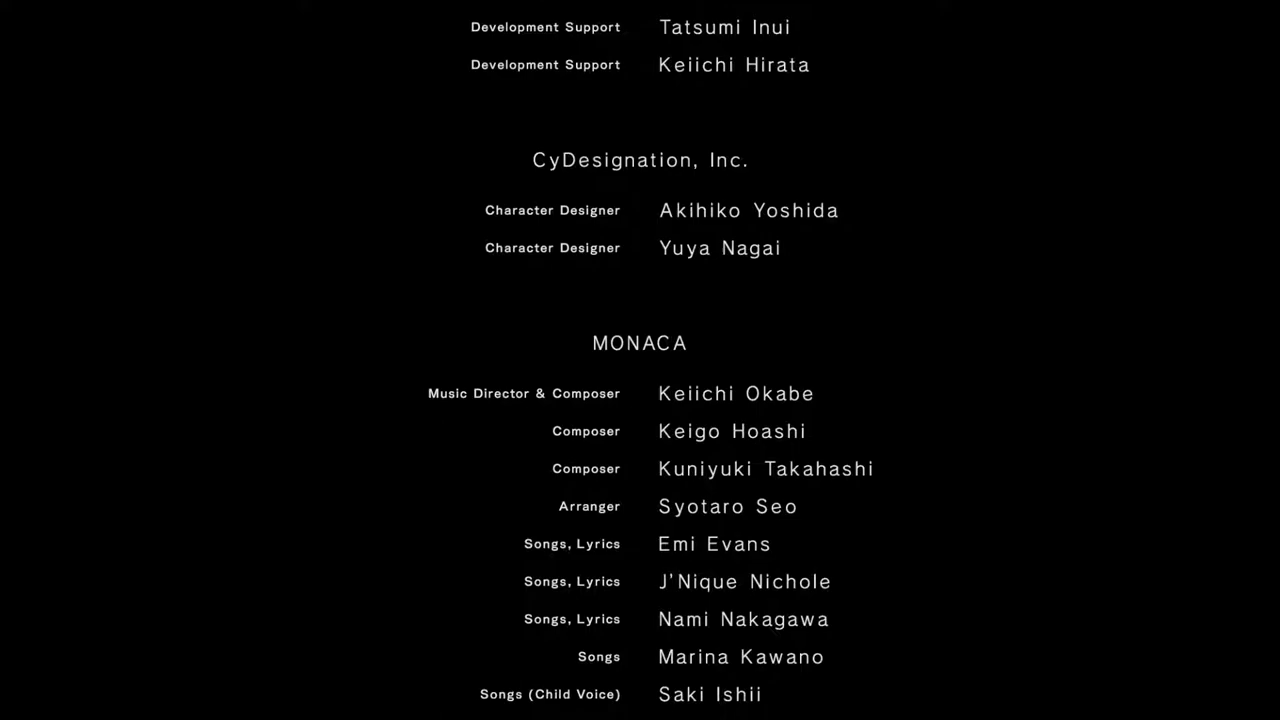 Development Support Tatsumi Inui
Development Support Keiichi Hirata
CyDesignation, Inc.
Character Designer Akihiko Yoshida
Character Designer Yuya Nagai
MONACA
Music Director & Composer Keiichi Okabe
Composer Keigo Hoashi
Composer Kuniyuki Takahashi
Arranger Syotaro Seo
Songs, Lyrics Emi Evans
Songs, Lyrics J'Nique Nichole
Songs, Lyrics Nami Nakagawa
Songs Marina Kawano
Songs (Child Voice) Saki Ishii